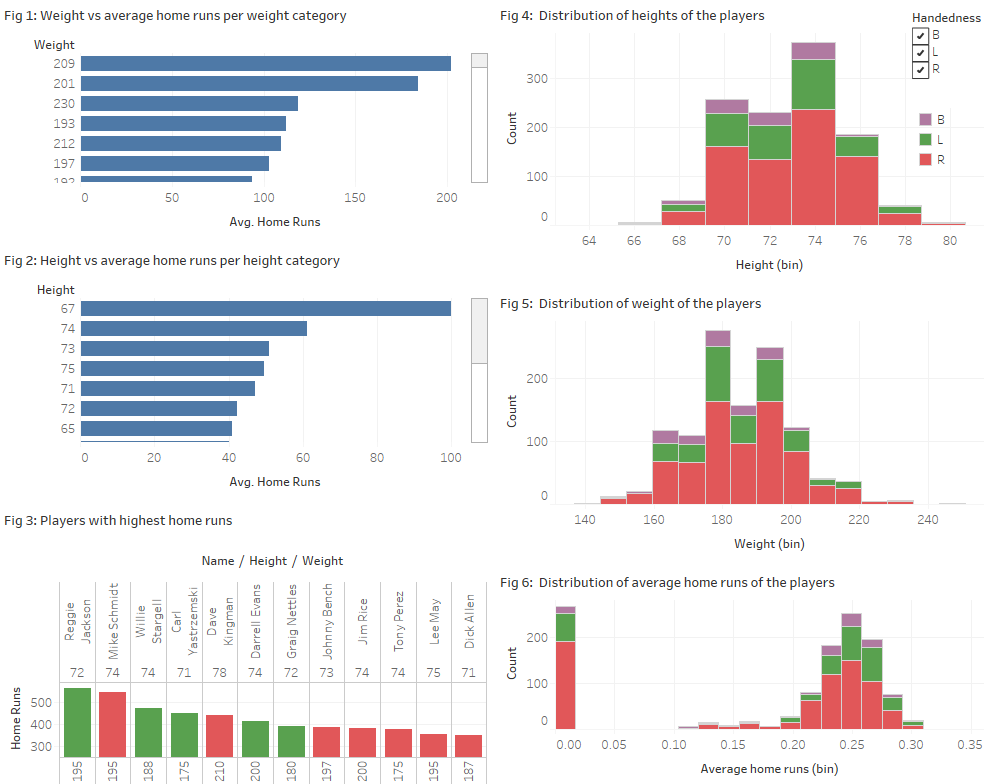 Fig 1: Weight vs average home runs per weight category
Weight
209
201
230
193
212
197
192
0 50 100 150 200
Avg. Home Runs
Fig 2: Height vs average home runs per height category
Height
67
74
73
75
71
72
65
0 20 40 60 80 100
Avg. Home Runs
Fig 3: Players with highest home runs
Name / Height / Weight
Reggie Jackson
Mike Schmidt
Willie Stargell
Carl Yastrzemski
Dave Kingman
Darrell Evans
Graig Nettles
Johnny Bench
Jim Rice
Tony Perez
Lee May
Dick Allen
72 74 74 71 78 74 72 73 74 74 75 71
Home Runs
500
400
300
195 195 188 175 210 200 180 197 200 175 195 187
Fig 4: Distribution of heights of the players
Handedness
B
L
R
B
L
R
Count
300
200
100
0
64 66 68 70 72 74 76 78 80
Height (bin)
Fig 5: Distribution of weight of the players
Count
200
100
0
140 160 180 200 220 240
Weight (bin)
Fig 6: Distribution of average home runs of the players
Count
200
100
0
0.00 0.05 0.10 0.15 0.20 0.25 0.30 0.35
Average home runs (bin)